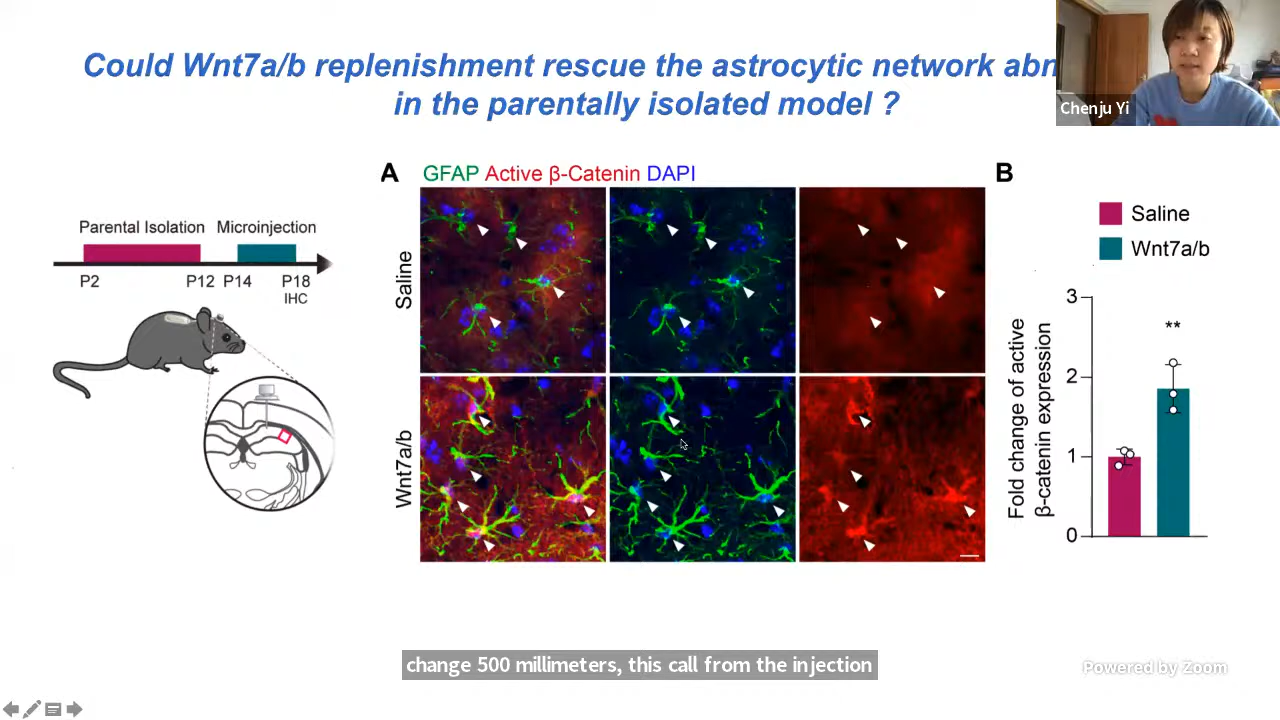 Could Wnt7a/b replenishment rescue the astrocytic network abn
in the parentally isolated model ?
Chenju Yi
Parental Isolation Microinjection
P2 P12 P14 P18
IHC
A
GFAP Active β-Catenin DAPI
Saline
Wnt7a/b
B
Saline
Wnt7a/b
Fold change of active
β-catenin expression
3
2
1
0
**
change 500 millimeters, this call from the injection
Powered by Zoom